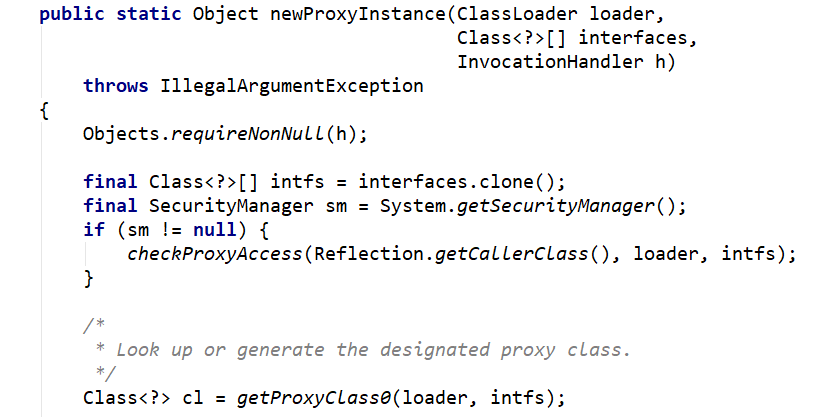 public static Object newProxyInstance(ClassLoader loader,
Class<?>[] interfaces,
InvocationHandler h)
throws IllegalArgumentException
{
Objects.requireNonNull(h);
final Class<?>[] intfs = interfaces.clone();
final SecurityManager sm = System.getSecurityManager();
if (sm != null) {
checkProxyAccess(Reflection.getCallerClass(), loader, intfs);
}
/*
* Look up or generate the designated proxy class.
*/
Class<?> cl = getProxyClass0(loader, intfs);